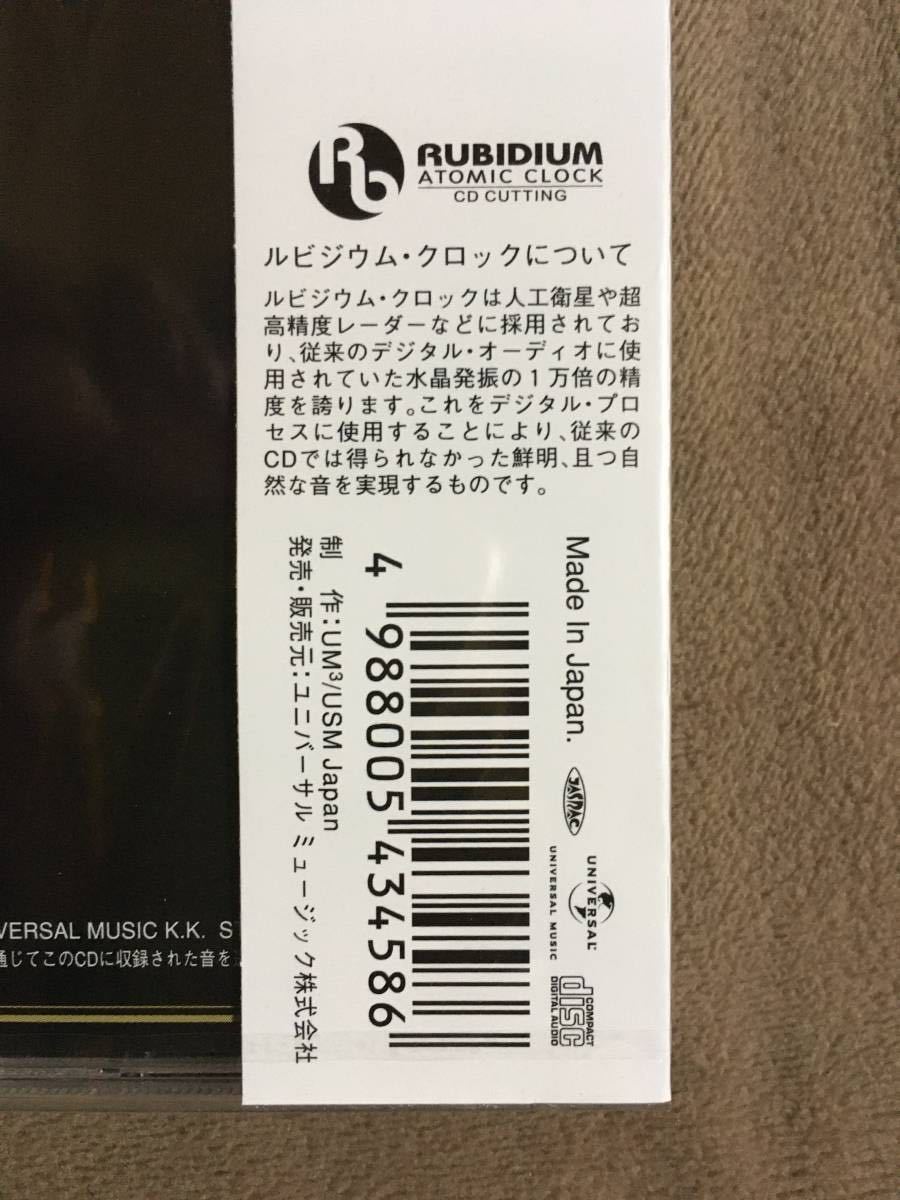 Rb
RUBIDIUM
ATOMIC CLOCK
CD CUTTING
ルビジウム・クロックについて
ルビジウム・クロックは人工衛星や超
高精度レーダーなどに採用されてお
り、従来のデジタル・オーディオに使
用されていた水晶発振の1万倍の精
度を誇ります。これをデジタル・プロ
セスに使用することにより、従来の
CDでは得られなかった鮮明、且つ自
然な音を実現するものです。
Made In Japan.
JASRAC
UNIVERSAL
UNIVERSAL MUSIC
COMPACT
disc
DIGITAL AUDIO
4 988005 434586
制　作：UM³/USM Japan
発売・販売元：ユニバーサル ミュージック株式会社
VERSAL MUSIC K.K. S
通じてこのCDに収録された音を